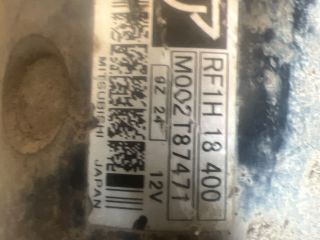 RF1H 18 400
M002T87471
9Z 24 12V
MITSUBISHI JAPAN